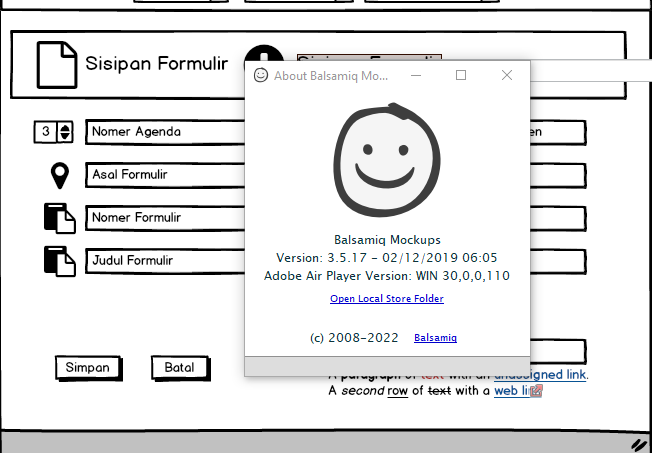 Sisipan Formulir
About Balsamiq Mo...
3
Nomer Agenda
en
Asal Formulir
Nomer Formulir
Judul Formulir
Balsamiq Mockups
Version: 3.5.17 - 02/12/2019 06:05
Adobe Air Player Version: WIN 30,0,0,110
Open Local Store Folder
(c) 2008-2022 Balsamiq
Simpan
Batal
A paragraph of text with an unassigned link.
A second row of text with a web li